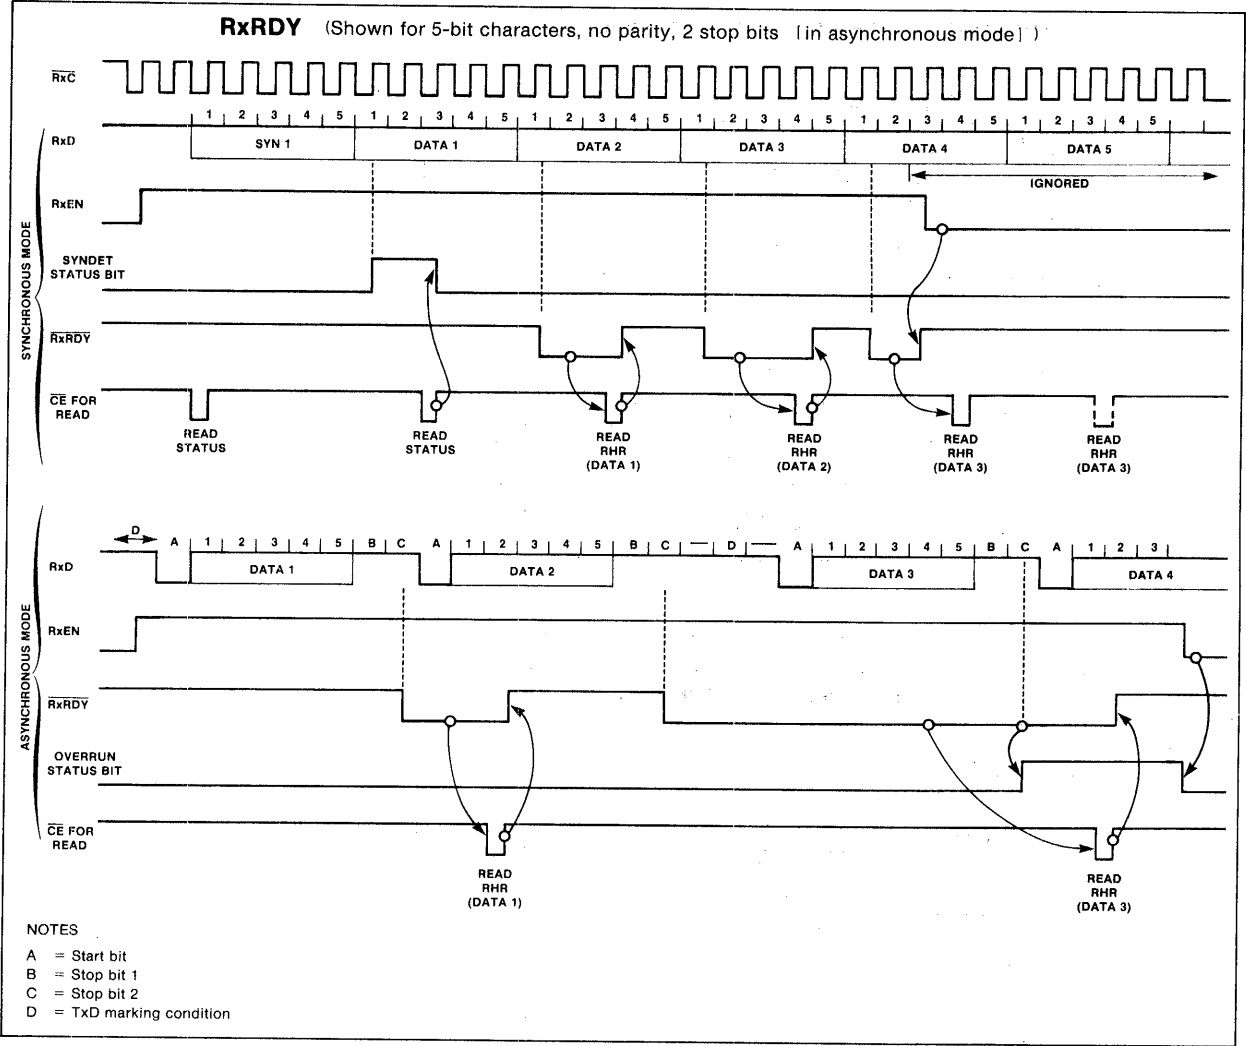 RxRDY (Shown for 5-bit characters, no parity, 2 stop bits [in asynchronous mode] )
RxC
1 2 3 4 5 1 2 3 4 5 1 2 3 4 5 1 2 3 4 5 1 2 3 4 5 1 2 3 4 5
RxD
SYN 1 DATA 1 DATA 2 DATA 3 DATA 4 DATA 5
IGNORED
RxEN
SYNCHRONOUS MODE
SYNDET
STATUS BIT
RxRDY
CE FOR
READ
READ
STATUS
READ
STATUS
READ
RHR
(DATA 1)
READ
RHR
(DATA 2)
READ
RHR
(DATA 3)
READ
RHR
(DATA 3)
D
A 1 2 3 4 5 B C A 1 2 3 4 5 B C D A 1 2 3 4 5 B C A 1 2 3
RxD
DATA 1 DATA 2 DATA 3 DATA 4
RxEN
ASYNCHRONOUS MODE
RxRDY
OVERRUN
STATUS BIT
CE FOR
READ
READ
RHR
(DATA 1)
READ
RHR
(DATA 3)
NOTES
A = Start bit
B = Stop bit 1
C = Stop bit 2
D = TxD marking condition